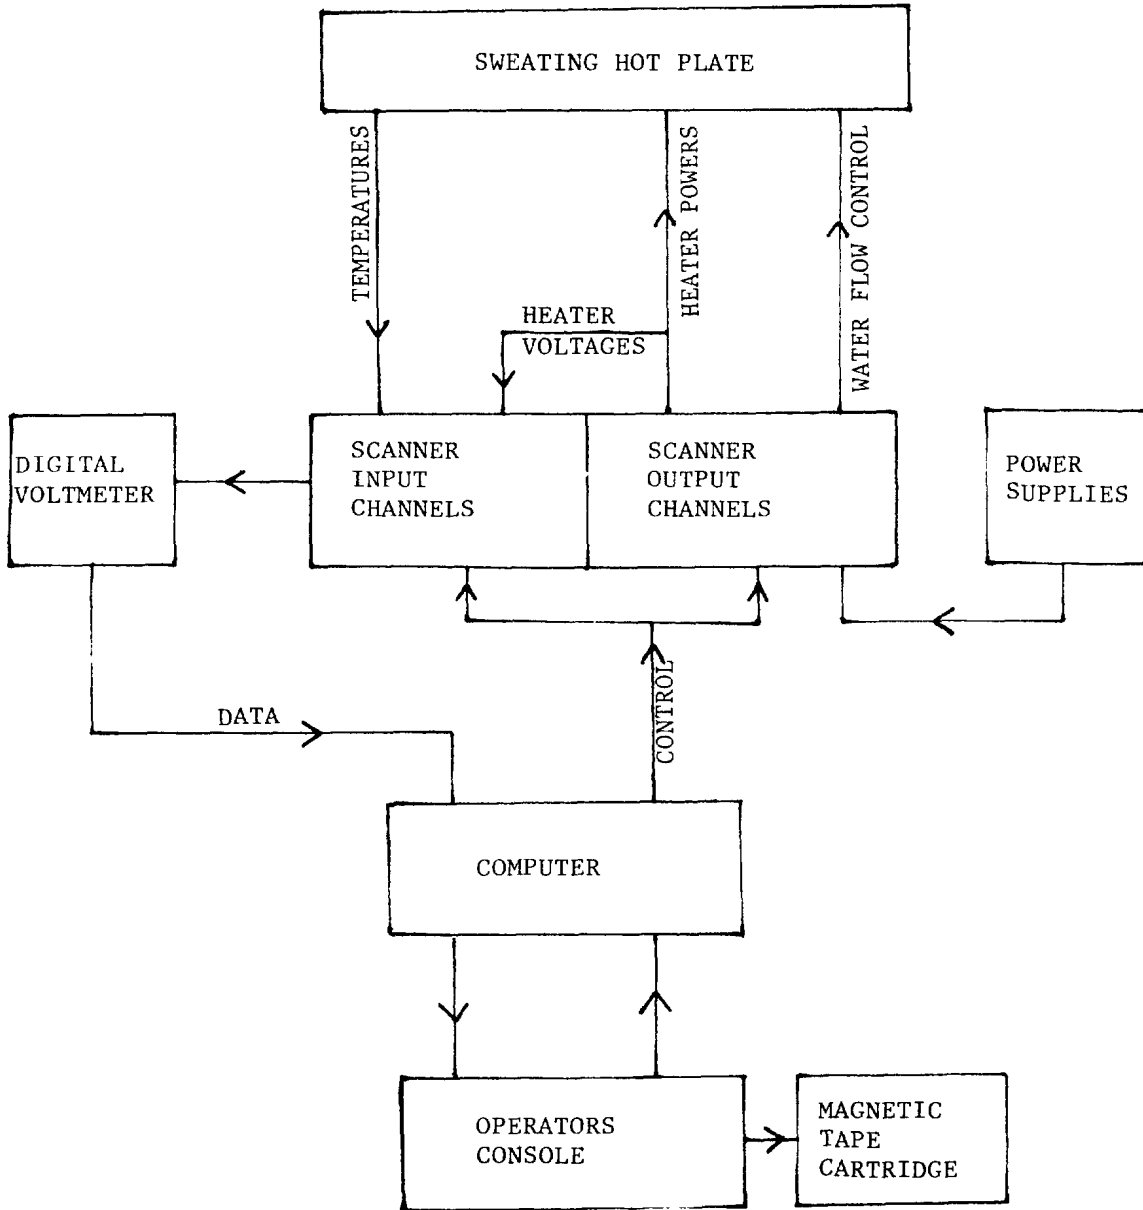 SWEATING HOT PLATE
TEMPERATURES
HEATER POWERS
WATER FLOW CONTROL
HEATER
VOLTAGES
DIGITAL
VOLTMETER
SCANNER
INPUT
CHANNELS
SCANNER
OUTPUT
CHANNELS
POWER
SUPPLIES
DATA
CONTROL
COMPUTER
OPERATORS
CONSOLE
MAGNETIC
TAPE
CARTRIDGE